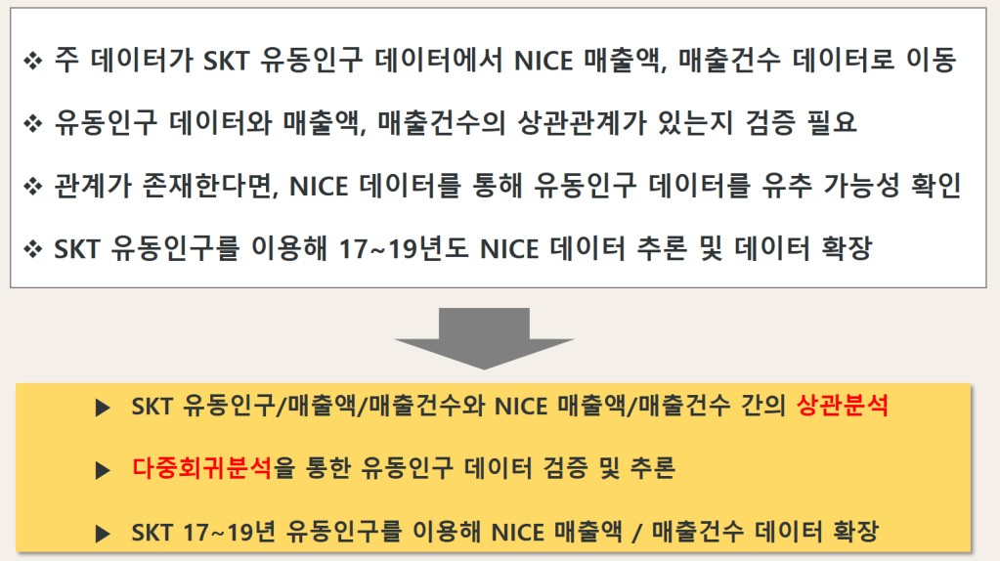 ❖ 주 데이터가 SKT 유동인구 데이터에서 NICE 매출액, 매출건수 데이터로 이동
❖ 유동인구 데이터와 매출액, 매출건수의 상관관계가 있는지 검증 필요
❖ 관계가 존재한다면, NICE 데이터를 통해 유동인구 데이터를 유추 가능성 확인
❖ SKT 유동인구를 이용해 17~19년도 NICE 데이터 추론 및 데이터 확장
▶ SKT 유동인구/매출액/매출건수와 NICE 매출액/매출건수 간의 상관분석
▶ 다중회귀분석을 통한 유동인구 데이터 검증 및 추론
▶ SKT 17~19년 유동인구를 이용해 NICE 매출액 / 매출건수 데이터 확장